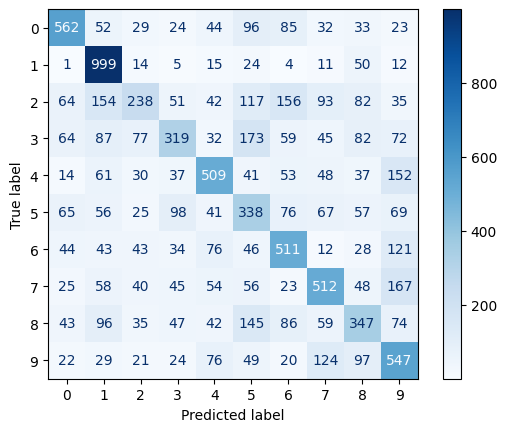 0 562 52 29 24 44 96 85 32 33 23
1 1 999 14 5 15 24 4 11 50 12
2 64 154 238 51 42 117 156 93 82 35
3 64 87 77 319 32 173 59 45 82 72
4 14 61 30 37 509 41 53 48 37 152
5 65 56 25 98 41 338 76 67 57 69
6 44 43 43 34 76 46 511 12 28 121
7 25 58 40 45 54 56 23 512 48 167
8 43 96 35 47 42 145 86 59 347 74
9 22 29 21 24 76 49 20 124 97 547
0 1 2 3 4 5 6 7 8 9
Predicted label
True label
800
600
400
200